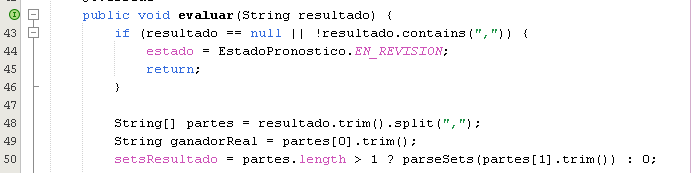 public void evaluar(String resultado) {
43 if (resultado == null || !resultado.contains(",")) {
44 estado = EstadoPronostico.EN_REVISION;
45 return;
46 }
47
48 String[] partes = resultado.trim().split(",");
49 String ganadorReal = partes[0].trim();
50 setsResultado = partes.length > 1 ? parseSets(partes[1].trim()) : 0;